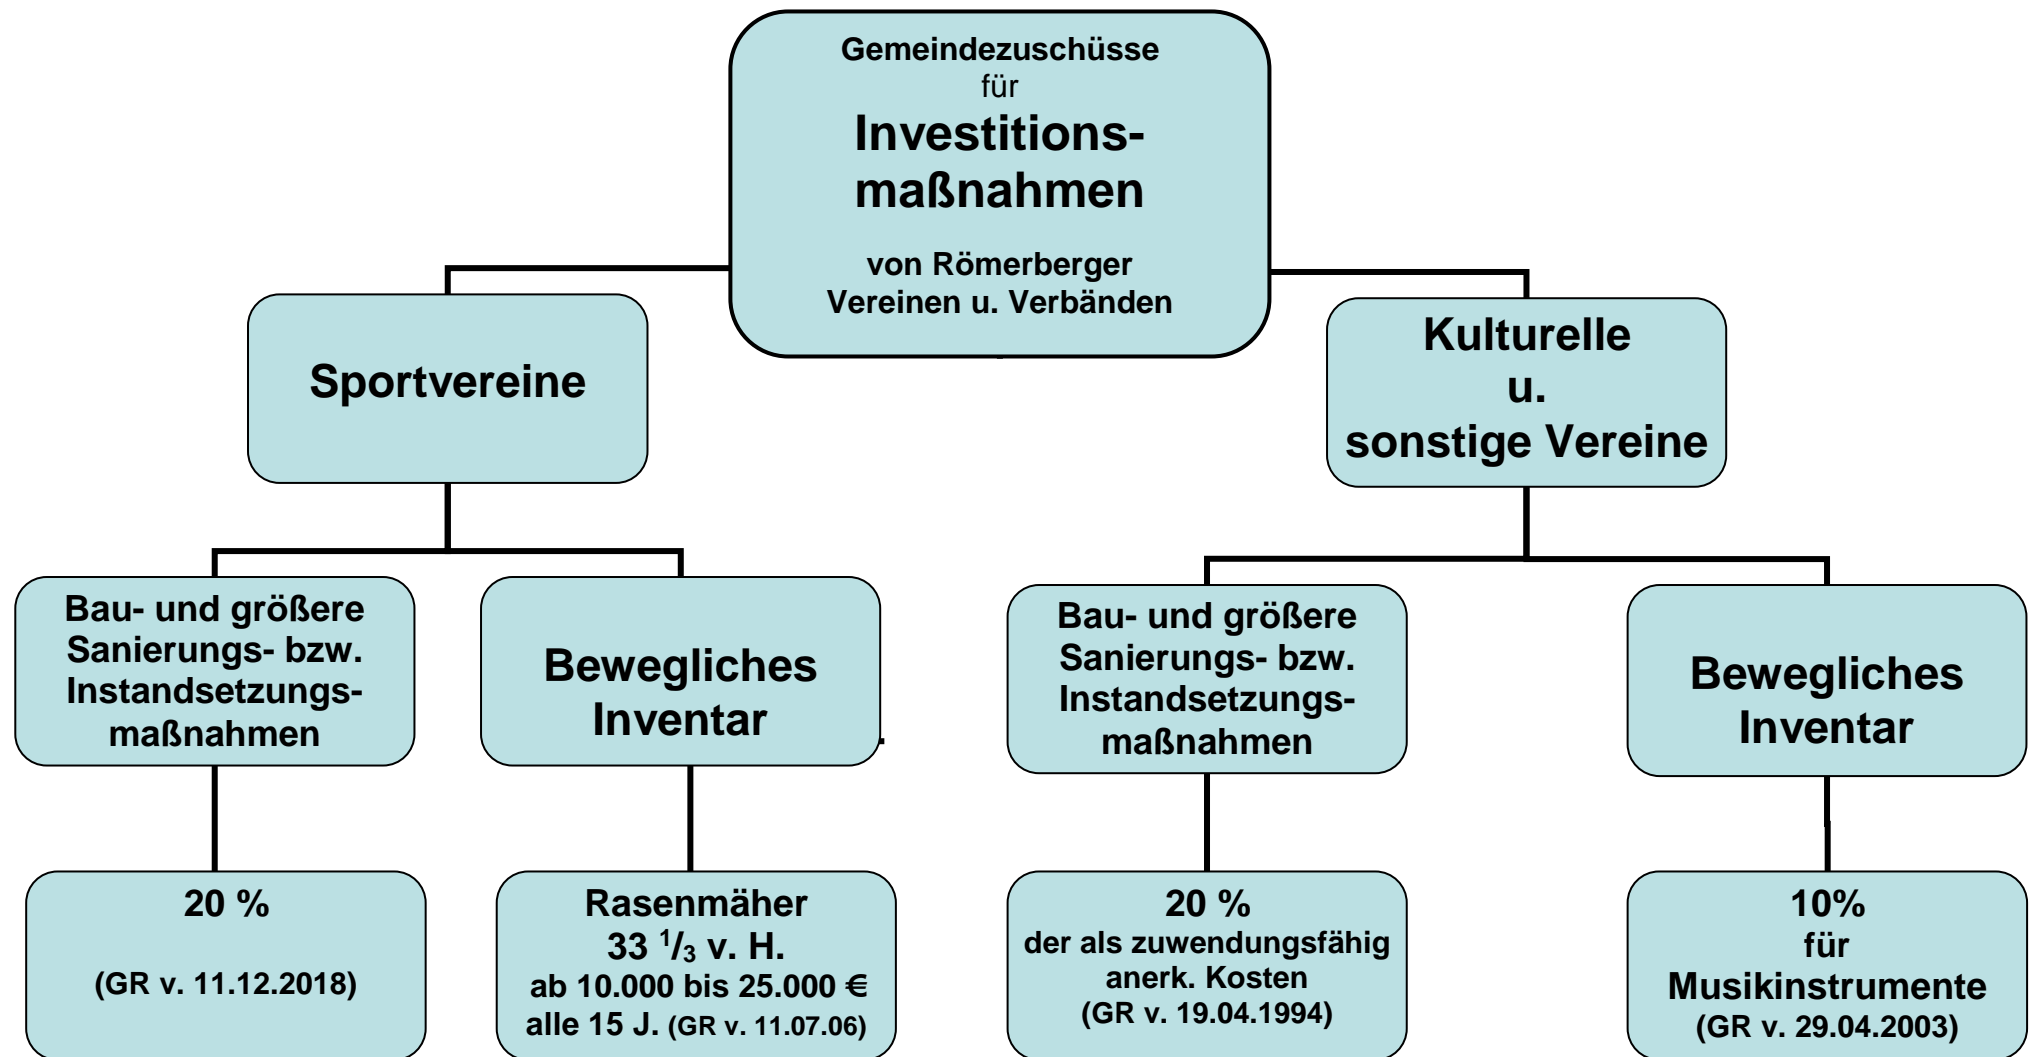 Gemeindezuschüsse
für
Investitions-
maßnahmen
von Römerberger
Vereinen u. Verbänden
Sportvereine
Kulturelle
u.
sonstige Vereine
Bau- und größere
Sanierungs- bzw.
Instandsetzungs-
maßnahmen
Bewegliches
Inventar
.
Bau- und größere
Sanierungs- bzw.
Instandsetzungs-
maßnahmen
Bewegliches
Inventar
20 %
(GR v. 11.12.2018)
Rasenmäher
33 1/3 v. H.
ab 10.000 bis 25.000 €
alle 15 J. (GR v. 11.07.06)
20 %
der als zuwendungsfähig
anerk. Kosten
(GR v. 19.04.1994)
10%
für
Musikinstrumente
(GR v. 29.04.2003)